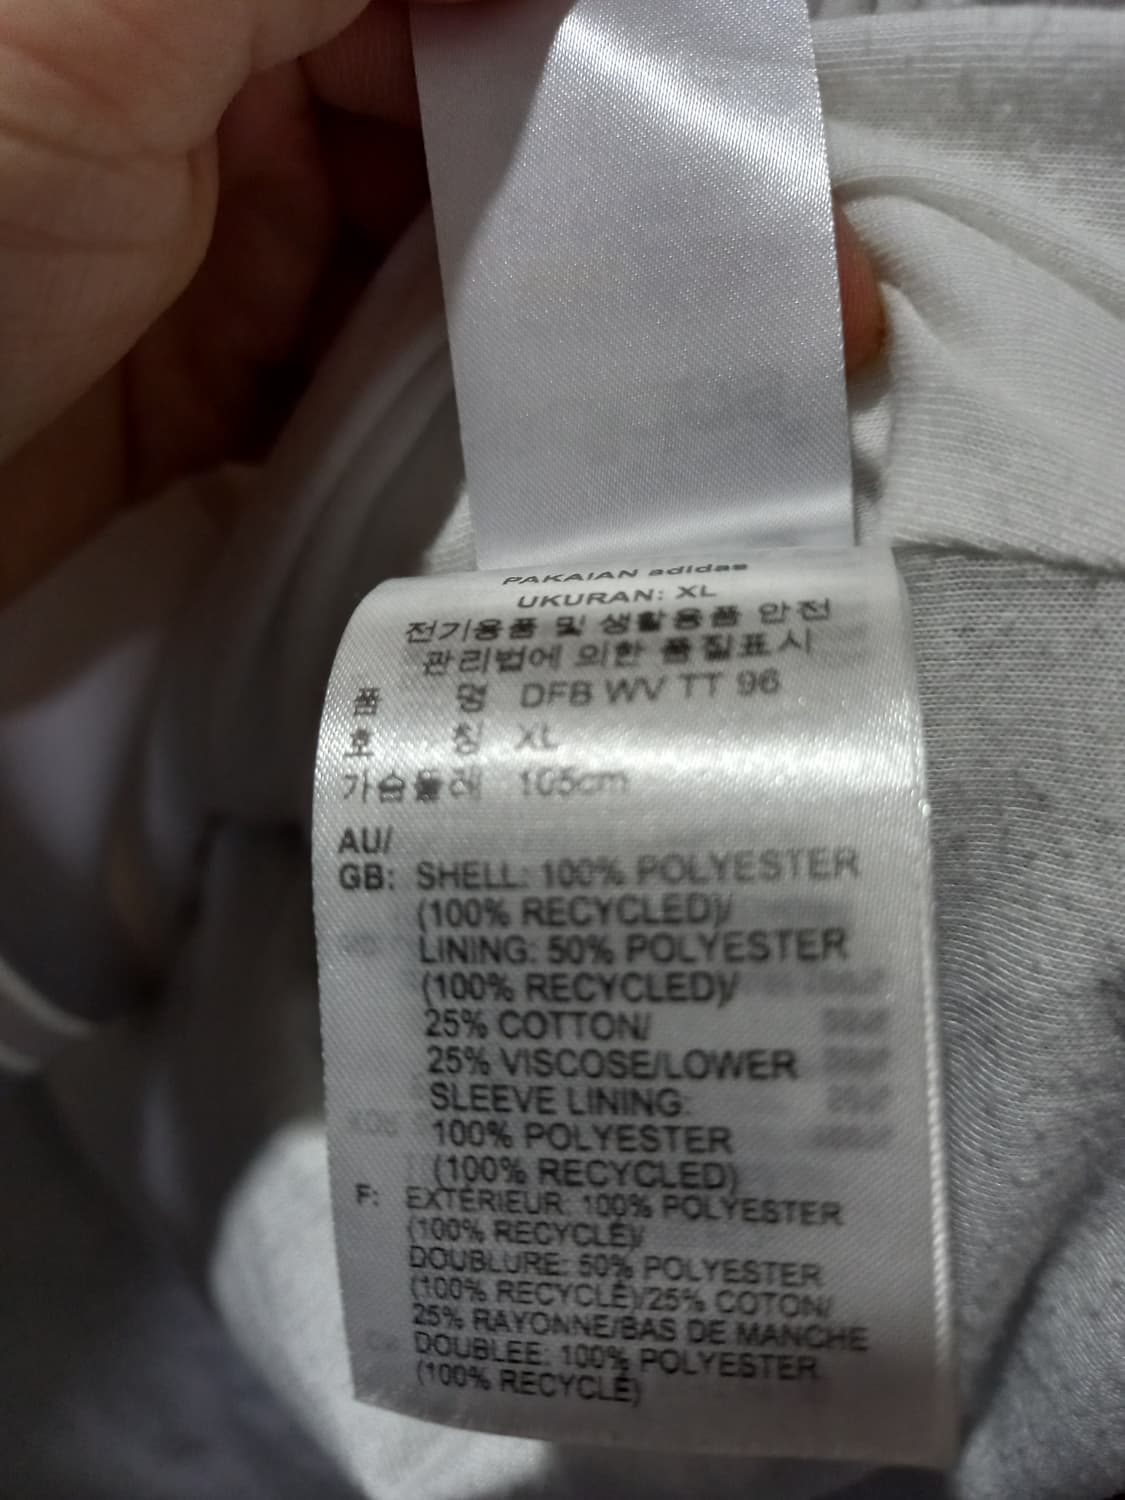 PAKAIAN adidas
UKURAN: XL
전기용품 및 생활용품 안전
관리법에 의한 품질표시
품 명 DFB WV TT 96
호 칭 XL
가슴둘레 105cm
AU/
GB: SHELL: 100% POLYESTER
(100% RECYCLED)/
LINING: 50% POLYESTER
(100% RECYCLED)/
25% COTTON/
25% VISCOSE/LOWER
SLEEVE LINING:
100% POLYESTER
(100% RECYCLED)
F: EXTÉRIEUR: 100% POLYESTER
(100% RECYCLÉ)/
DOUBLURE: 50% POLYESTER
(100% RECYCLÉ)/25% COTON/
25% RAYONNE/BAS DE MANCHE
DOUBLÉE: 100% POLYESTER
(100% RECYCLÉ)